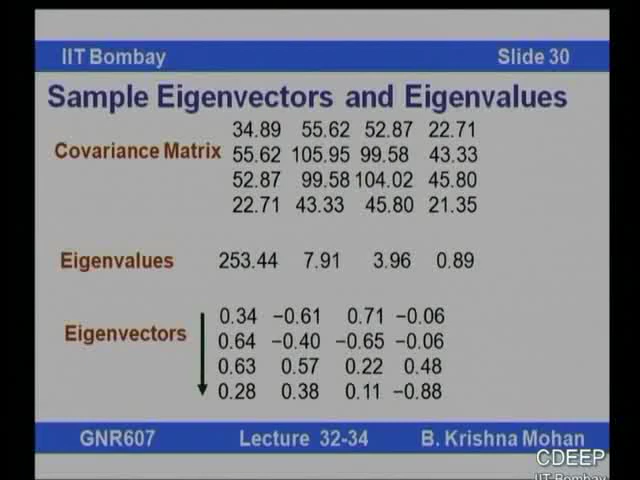 IIT Bombay Slide 30
Sample Eigenvectors and Eigenvalues
Covariance Matrix
34.89 55.62 52.87 22.71
55.62 105.95 99.58 43.33
52.87 99.58 104.02 45.80
22.71 43.33 45.80 21.35
Eigenvalues 253.44 7.91 3.96 0.89
Eigenvectors
0.34 −0.61 0.71 −0.06
0.64 −0.40 −0.65 −0.06
0.63 0.57 0.22 0.48
0.28 0.38 0.11 −0.88
GNR607 Lecture 32-34 B. Krishna Mohan
CDEEP
IIT Bombay